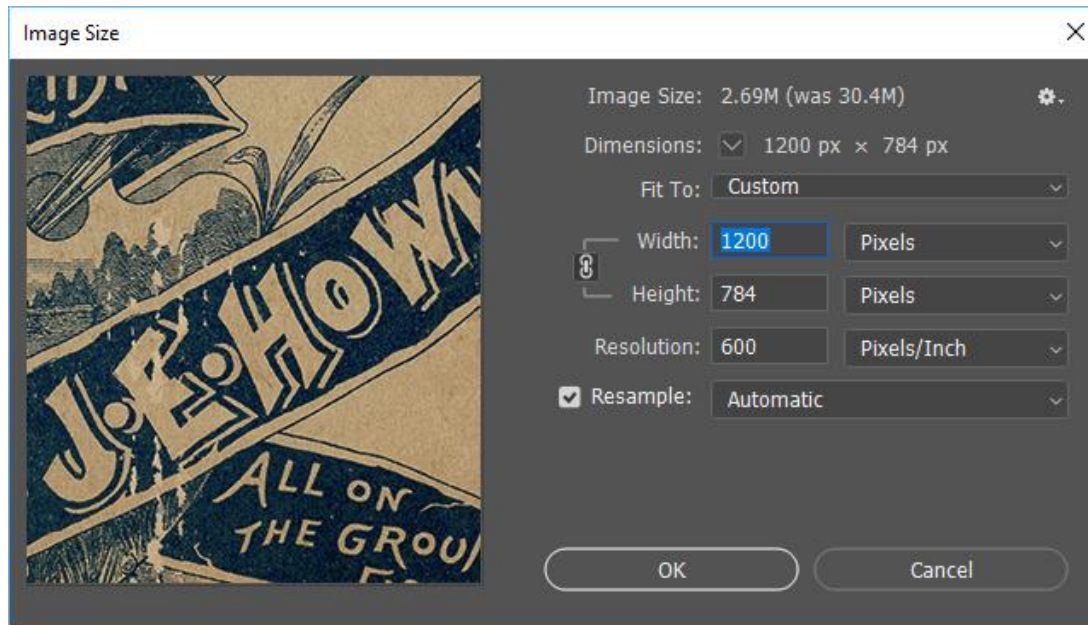 Image Size
Image Size: 2.69M (was 30.4M)
Dimensions: 1200 px × 784 px
Fit To: Custom
Width: 1200 Pixels
Height: 784 Pixels
Resolution: 600 Pixels/Inch
Resample: Automatic
OK Cancel
J.E.HOW
ALL ON
THE GROU